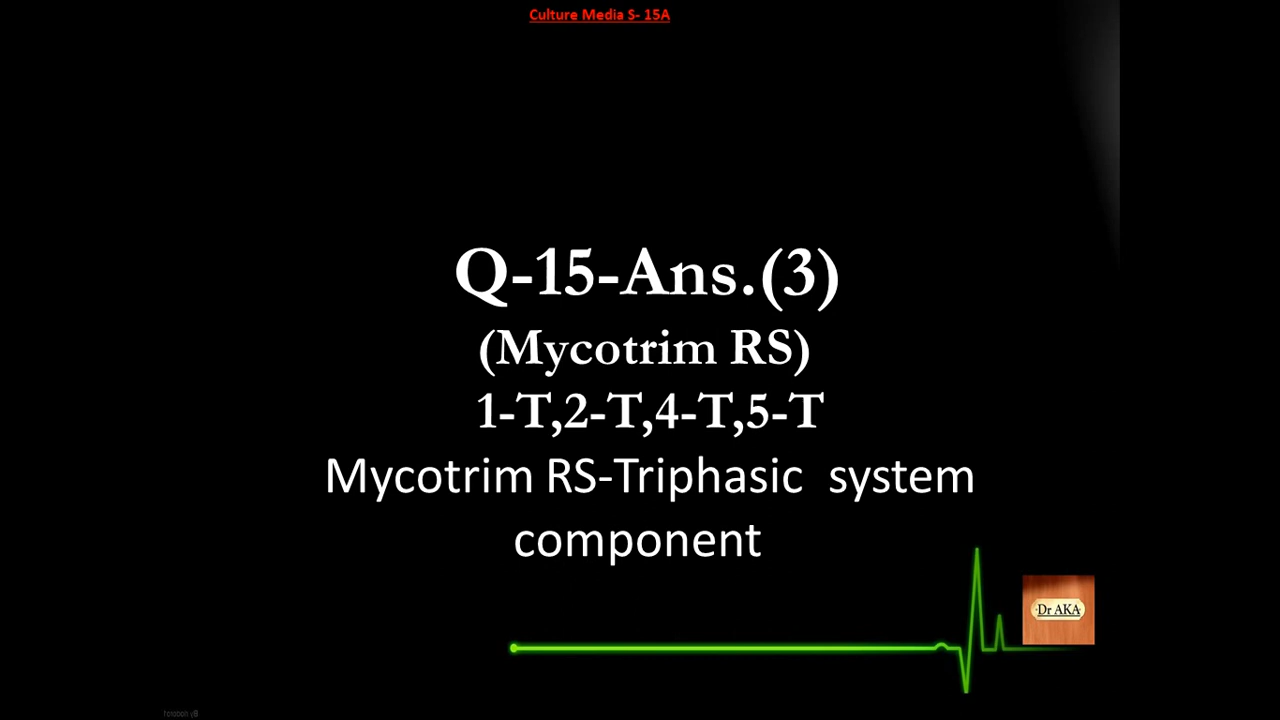 Culture Media S- 15A
Q-15-Ans.(3)
(Mycotrim RS)
1-T,2-T,4-T,5-T
Mycotrim RS-Triphasic system
component
Dr AKA